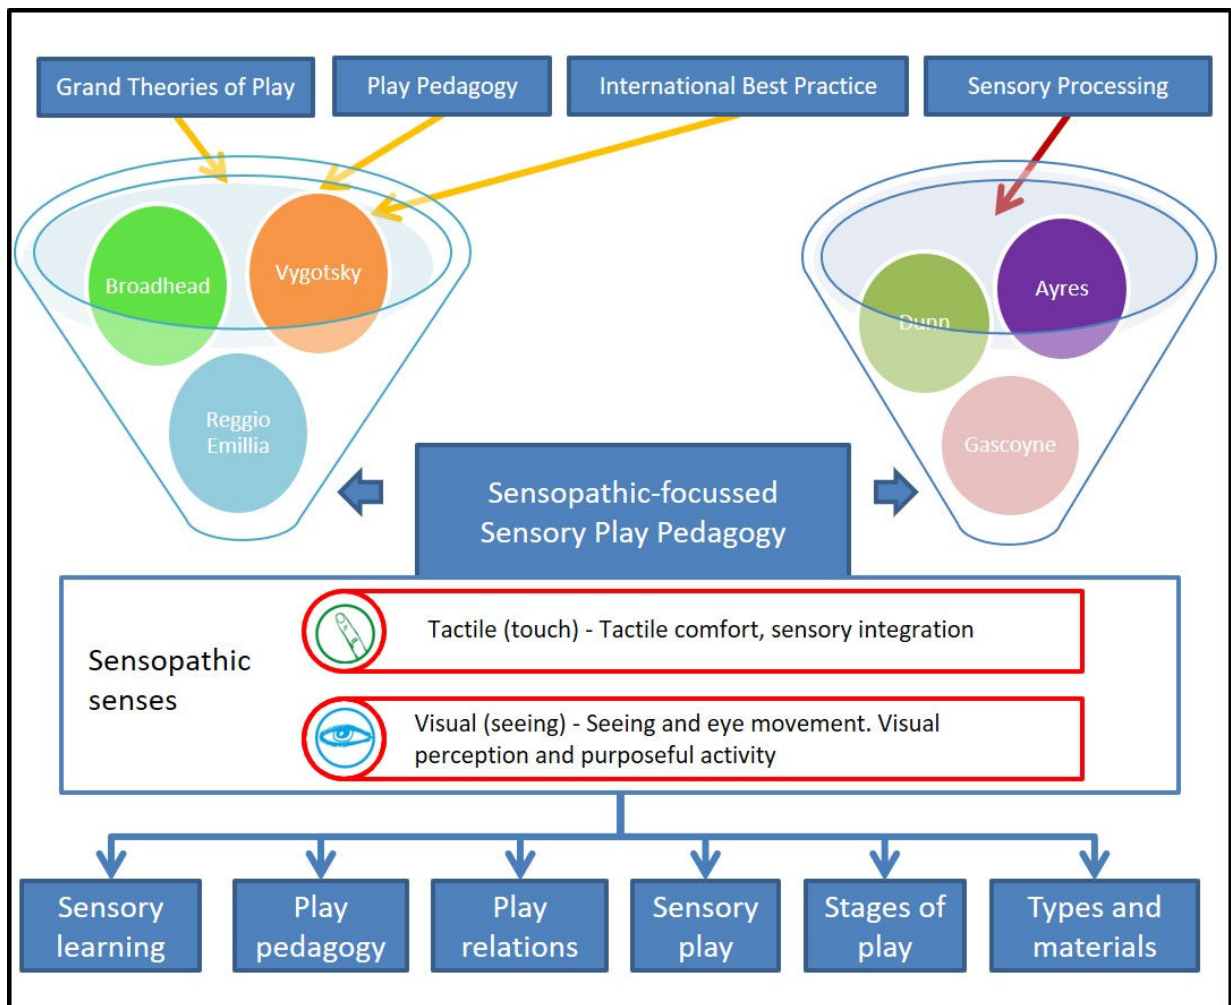 Grand Theories of Play
Play Pedagogy
International Best Practice
Sensory Processing
Broadhead
Vygotsky
Reggio
Emillia
Dunn
Ayres
Gascoyne
Sensopathic-focussed
Sensory Play Pedagogy
Sensopathic
senses
Tactile (touch) - Tactile comfort, sensory integration
Visual (seeing) - Seeing and eye movement. Visual
perception and purposeful activity
Sensory
learning
Play
pedagogy
Play
relations
Sensory
play
Stages of
play
Types and
materials